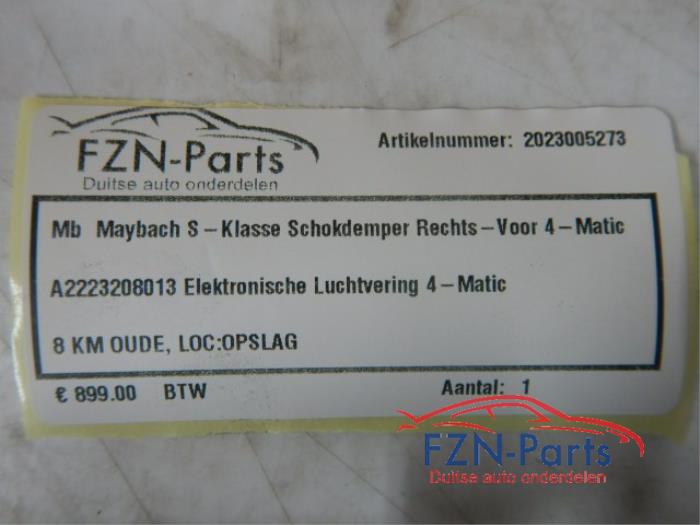 FZN-Parts
Duitse auto onderdelen
Artikelnummer: 2023005273
Mb Maybach S-Klasse Schokdemper Rechts-Voor 4-Matic
A2223208013 Elektronische Luchtvering 4-Matic
8 KM OUDE, LOC:OPSLAG
€ 899.00 BTW
Aantal: 1
FZN-Parts
Duitse auto onderdelen